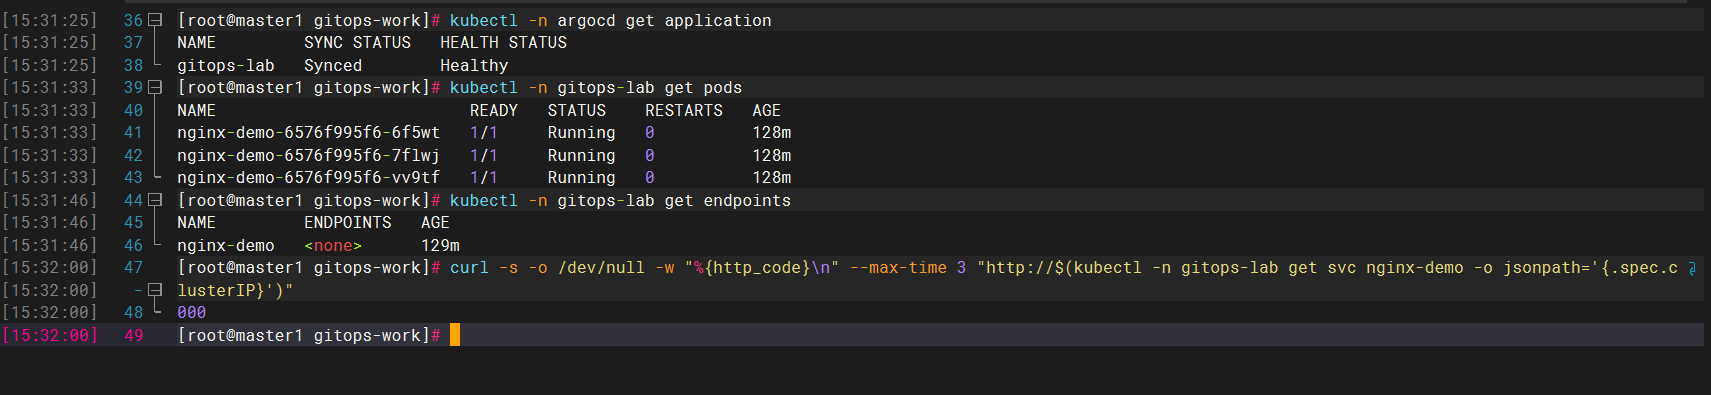 [15:31:25] 36 [root@master1 gitops-work]# kubectl -n argocd get application
[15:31:25] 37 NAME SYNC STATUS HEALTH STATUS
[15:31:25] 38 gitops-lab Synced Healthy
[15:31:33] 39 [root@master1 gitops-work]# kubectl -n gitops-lab get pods
[15:31:33] 40 NAME READY STATUS RESTARTS AGE
[15:31:33] 41 nginx-demo-6576f995f6-6f5wt 1/1 Running 0 128m
[15:31:33] 42 nginx-demo-6576f995f6-7flwj 1/1 Running 0 128m
[15:31:33] 43 nginx-demo-6576f995f6-vv9tf 1/1 Running 0 128m
[15:31:46] 44 [root@master1 gitops-work]# kubectl -n gitops-lab get endpoints
[15:31:46] 45 NAME ENDPOINTS AGE
[15:31:46] 46 nginx-demo <none> 129m
[15:32:00] 47 [root@master1 gitops-work]# curl -s -o /dev/null -w "%{http_code}\n" --max-time 3 "http://$(kubectl -n gitops-lab get svc nginx-demo -o jsonpath='{.spec.c
[15:32:00] - lusterIP}')"
[15:32:00] 48 000
[15:32:00] 49 [root@master1 gitops-work]#